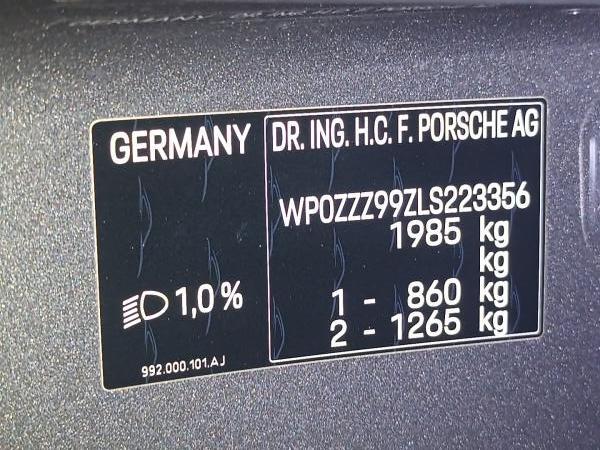 GERMANY
DR. ING. H.C. F. PORSCHE AG
WP0ZZZ99ZLS223356
1985 kg
kg
1 - 860 kg
2 - 1265 kg
1,0 %
992.000.101.AJ